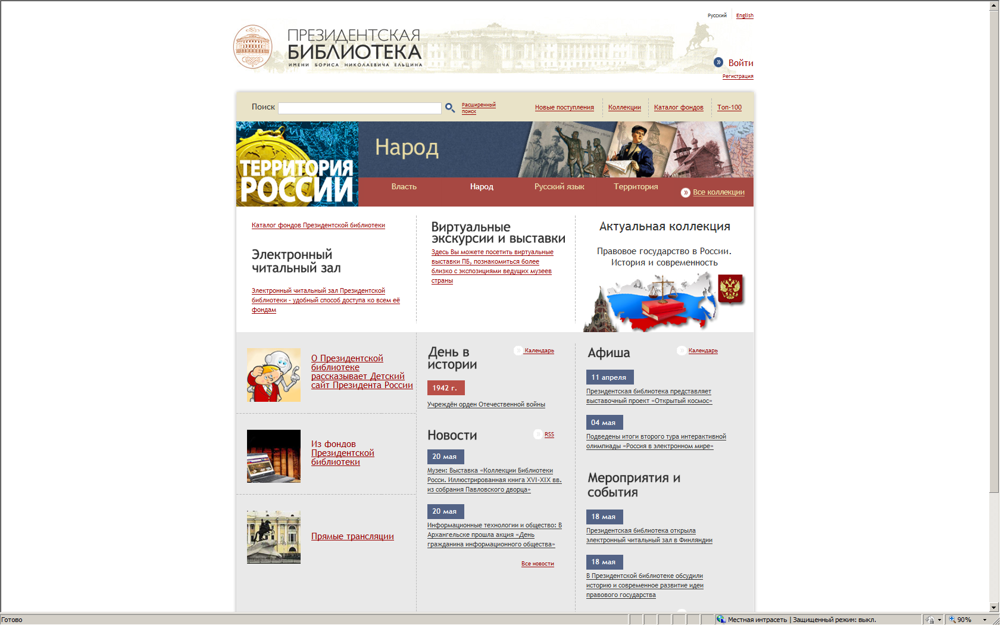 Русский
English
ПРЕЗИДЕНТСКАЯ
БИБЛИОТЕКА
ИМЕНИ БОРИСА НИКОЛАЕВИЧА ЕЛЬЦИНА
Войти
Регистрация
Поиск
Расширенный
поиск
Новые поступления
Коллекции
Каталог фондов
Топ-100
ТЕРРИТОРИЯ
РОССИИ
Народ
Власть
Народ
Русский язык
Территория
Все коллекции
Каталог фондов Президентской библиотеки
Электронный
читальный зал
Электронный читальный зал Президентской
библиотеки – удобный способ доступа ко всем её
фондам
Виртуальные
экскурсии и выставки
Здесь Вы можете посетить виртуальные
выставки ПБ, познакомиться более
близко с экспозициями ведущих музеев
страны
Актуальная коллекция
Правовое государство в России.
История и современность
О Президентской
библиотеке
рассказывает Детский
сайт Президента России
Из фондов
Президентской
библиотеки
Прямые трансляции
День в
истории
Календарь
1942 г.
Учреждён орден Отечественной войны
Новости
RSS
20 мая
Музеи: Выставка «Коллекции Библиотеки
Росси. Иллюстрированная книга XVI-XIX вв.
из собрания Павловского дворца»
20 мая
Информационные технологии и общество: В
Архангельске прошла акция «День
гражданина информационного общества»
Все новости
Афиша
Календарь
11 апреля
Президентская библиотека представляет
выставочный проект «Открытый космос»
04 мая
Подведены итоги второго тура интерактивной
олимпиады «Россия в электронном мире»
Мероприятия и
события
18 мая
Президентская библиотека открыла
электронный читальный зал в Финляндии
18 мая
В Президентской библиотеке обсудили
историю и современное развитие идеи
правового государства
Готово
Местная интрасеть | Защищенный режим: выкл.
90%